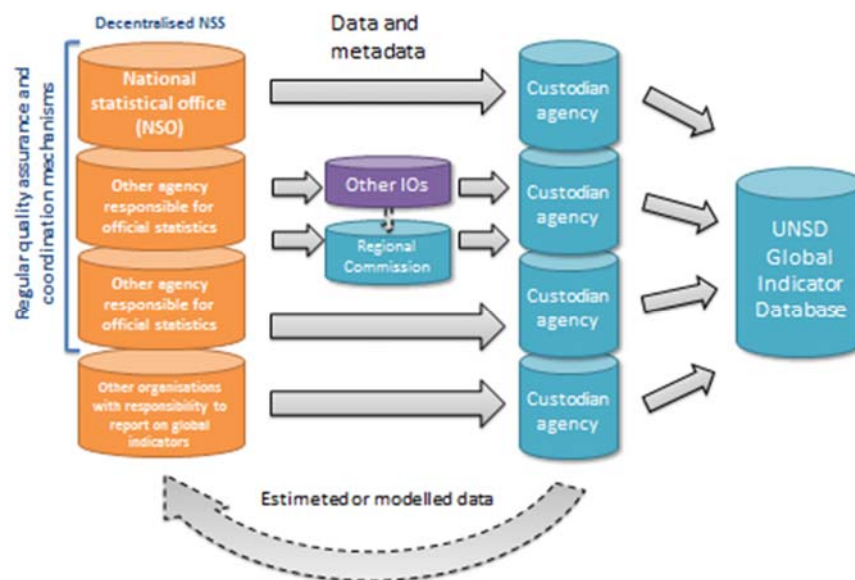 Decentralised NSS
Data and
metadata
Regular quality assurance and
coordination mechanisms
National
statistical office
(NSO)
Custodian
agency
Other agency
responsible for
official statistics
Other IOs
Regional
Commission
Custodian
agency
UNSD
Global
Indicator
Database
Other agency
responsible for
official statistics
Custodian
agency
Other organisations
with responsibility to
report on global
indicators
Custodian
agency
Estimeted or modelled data